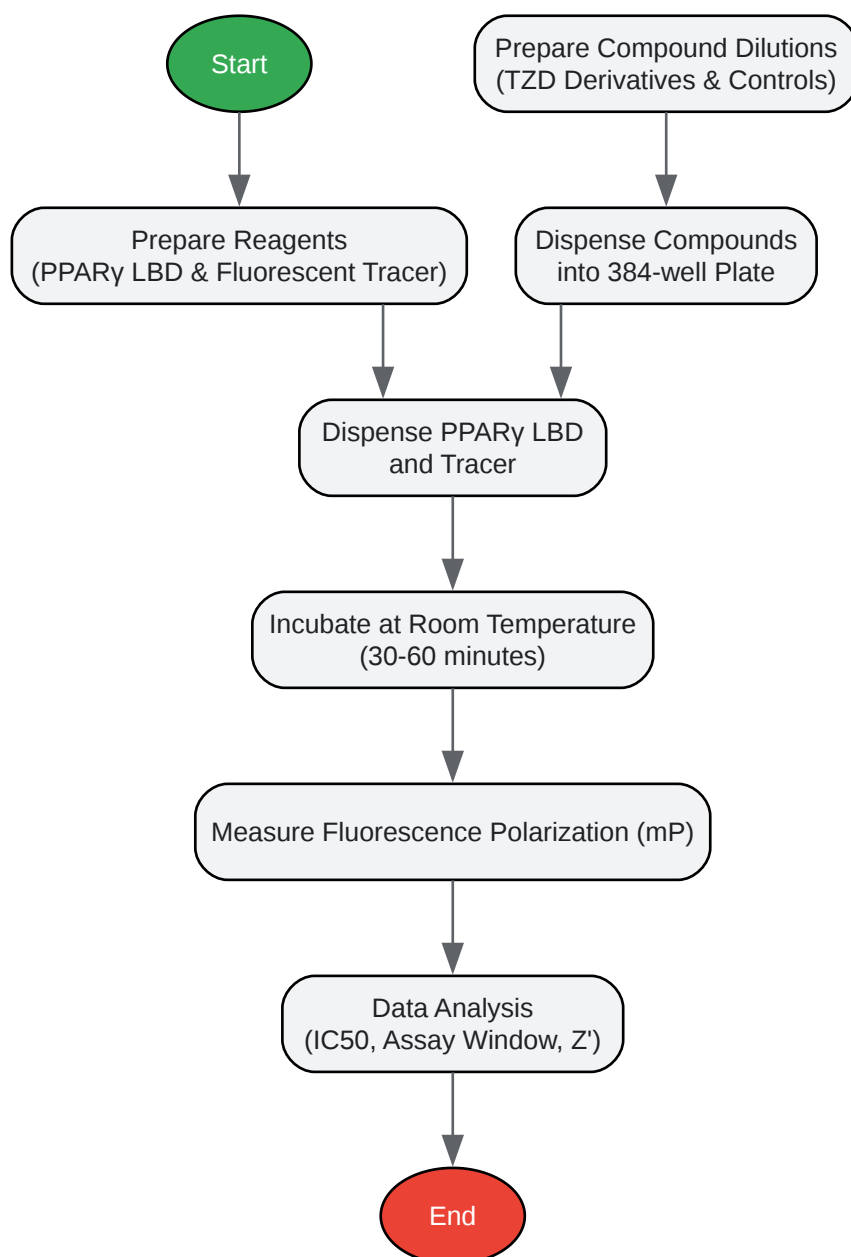 Start
Prepare Compound Dilutions
(TZD Derivatives & Controls)
Prepare Reagents
(PPARγ LBD & Fluorescent Tracer)
Dispense Compounds
into 384-well Plate
Dispense PPARγ LBD
and Tracer
Incubate at Room Temperature
(30-60 minutes)
Measure Fluorescence Polarization (mP)
Data Analysis
(IC50, Assay Window, Z')
End